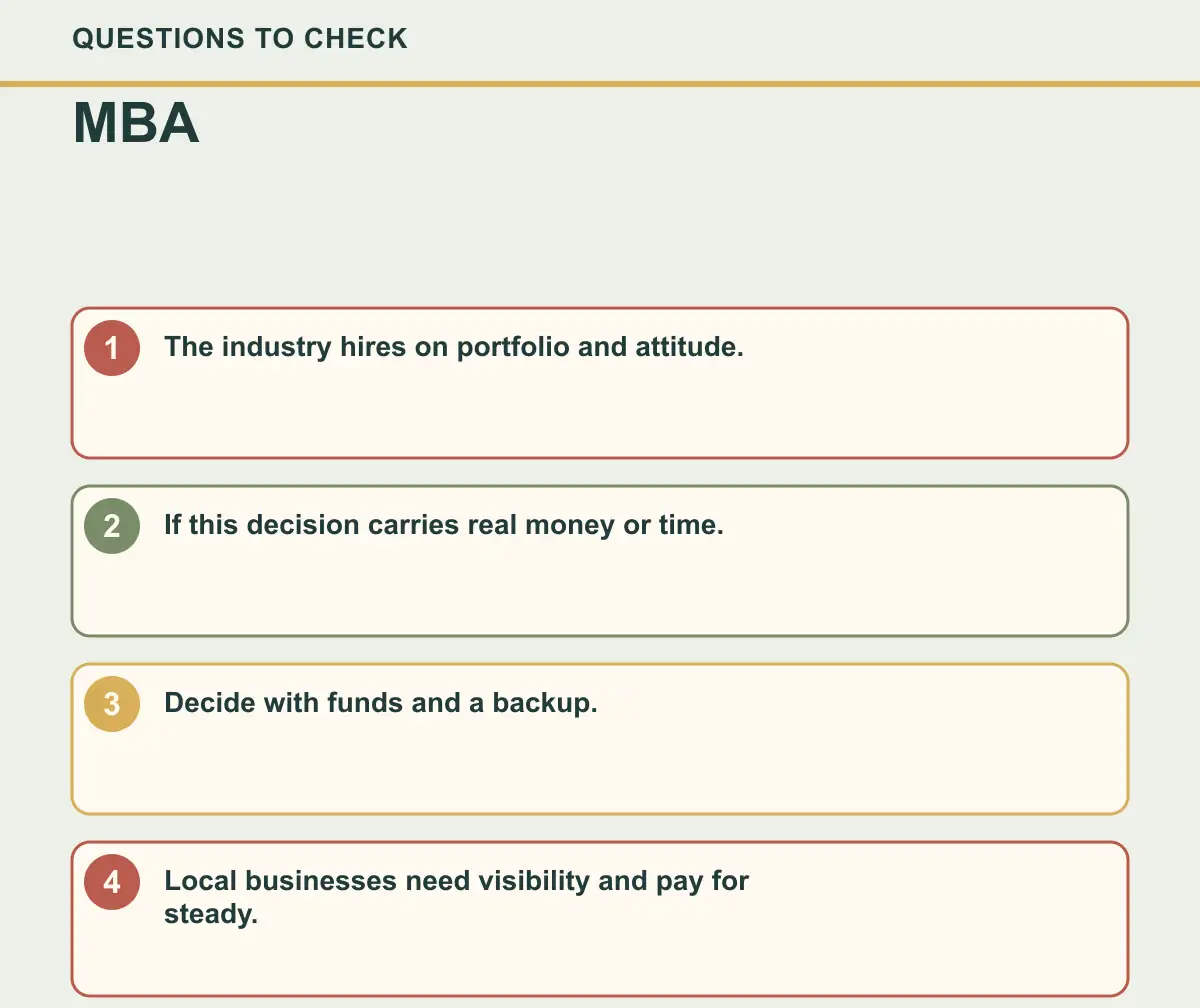 QUESTIONS TO CHECK
MBA
1
The industry hires on portfolio and attitude.
2
If this decision carries real money or time.
3
Decide with funds and a backup.
4
Local businesses need visibility and pay for
steady.